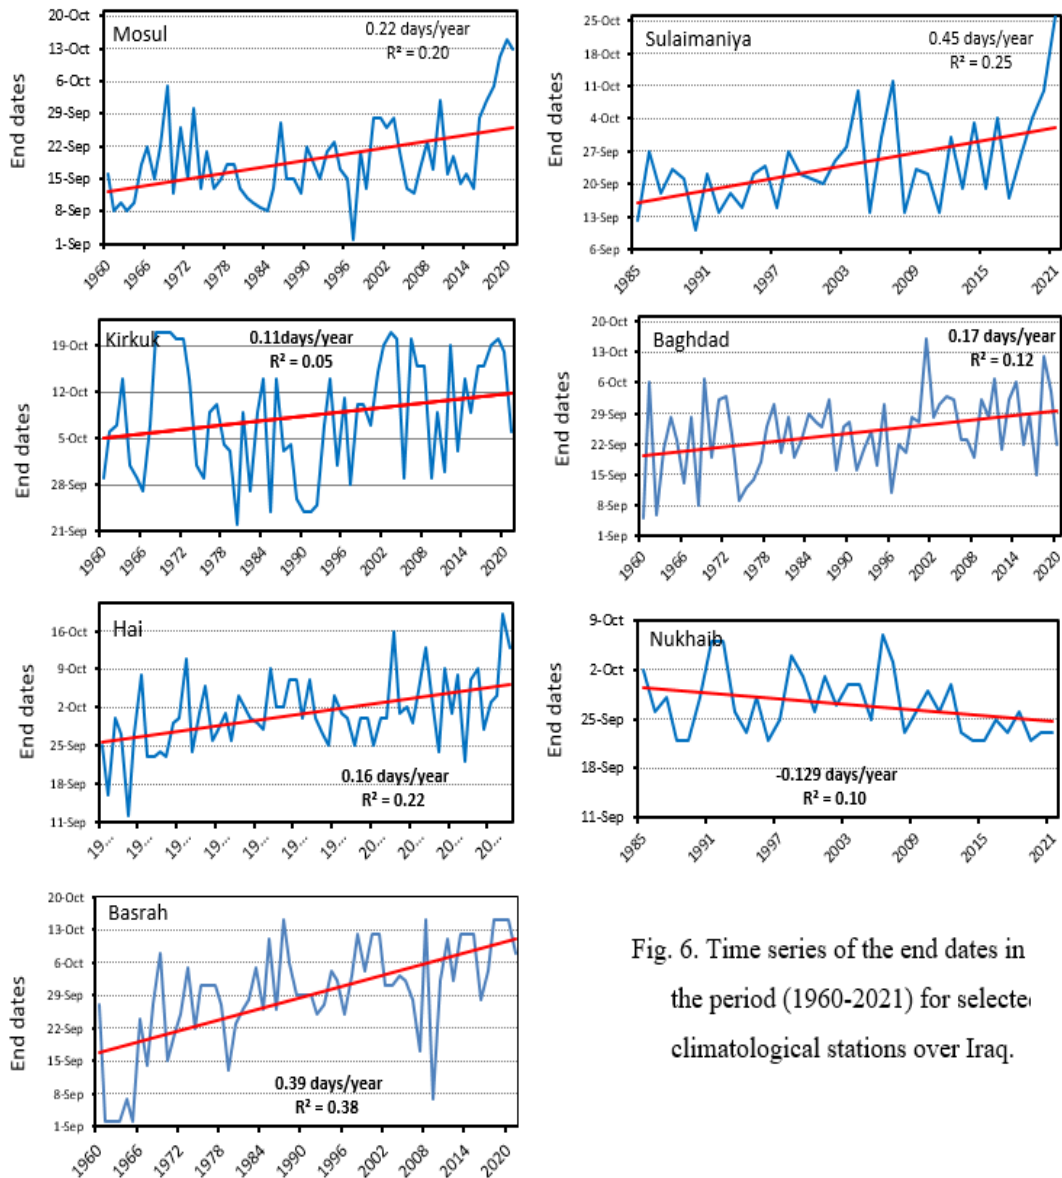 Mosul
0.22 days/year
R² = 0.20
End dates
20-Oct
13-Oct
6-Oct
29-Sep
22-Sep
15-Sep
8-Sep
1-Sep
1960 1966 1972 1978 1984 1990 1996 2002 2008 2014 2020
Sulaimaniya
0.45 days/year
R² = 0.25
End dates
25-Oct
18-Oct
11-Oct
4-Oct
27-Sep
20-Sep
13-Sep
6-Sep
1985 1991 1997 2003 2009 2015 2021
Kirkuk
0.11days/year
R² = 0.05
End dates
19-Oct
12-Oct
5-Oct
28-Sep
21-Sep
1960 1966 1972 1978 1984 1990 1996 2002 2008 2014 2020
Baghdad
0.17 days/year
R² = 0.12
End dates
20-Oct
13-Oct
6-Oct
29-Sep
22-Sep
15-Sep
8-Sep
1-Sep
1960 1966 1972 1978 1984 1990 1996 2002 2008 2014 2020
Hai
End dates
16-Oct
9-Oct
2-Oct
25-Sep
18-Sep
11-Sep
0.16 days/year
R² = 0.22
19... 19... 19... 19... 19... 19... 19... 20... 20... 20... 20...
Nukhaib
End dates
9-Oct
2-Oct
25-Sep
18-Sep
11-Sep
-0.129 days/year
R² = 0.10
1985 1991 1997 2003 2009 2015 2021
Basrah
End dates
20-Oct
13-Oct
6-Oct
29-Sep
22-Sep
15-Sep
8-Sep
1-Sep
0.39 days/year
R² = 0.38
1960 1966 1972 1978 1984 1990 1996 2002 2008 2014 2020
Fig. 6. Time series of the end dates in
the period (1960-2021) for selecte
climatological stations over Iraq.